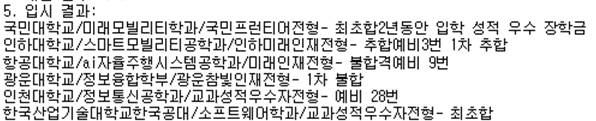 5. 입시 결과:
국민대학교/미래모빌리티학과/국민프런티어전형- 최초합2년동안 입학 성적 우수 장학금
인하대학교/스마트모빌리티공학과/인하미래인재전형- 추합예비3번 1차 추합
항공대학교/ai자율주행시스템공학과/미래인재전형- 불합격예비 9번
광운대학교/정보융합학부/광운참빛인재전형- 1차 불합
인천대학교/정보통신공학과/교과성적우수자전형- 예비 28번
한국산업기술대학교한국공대/소프트웨어학과/교과성적우수자전형- 최초합